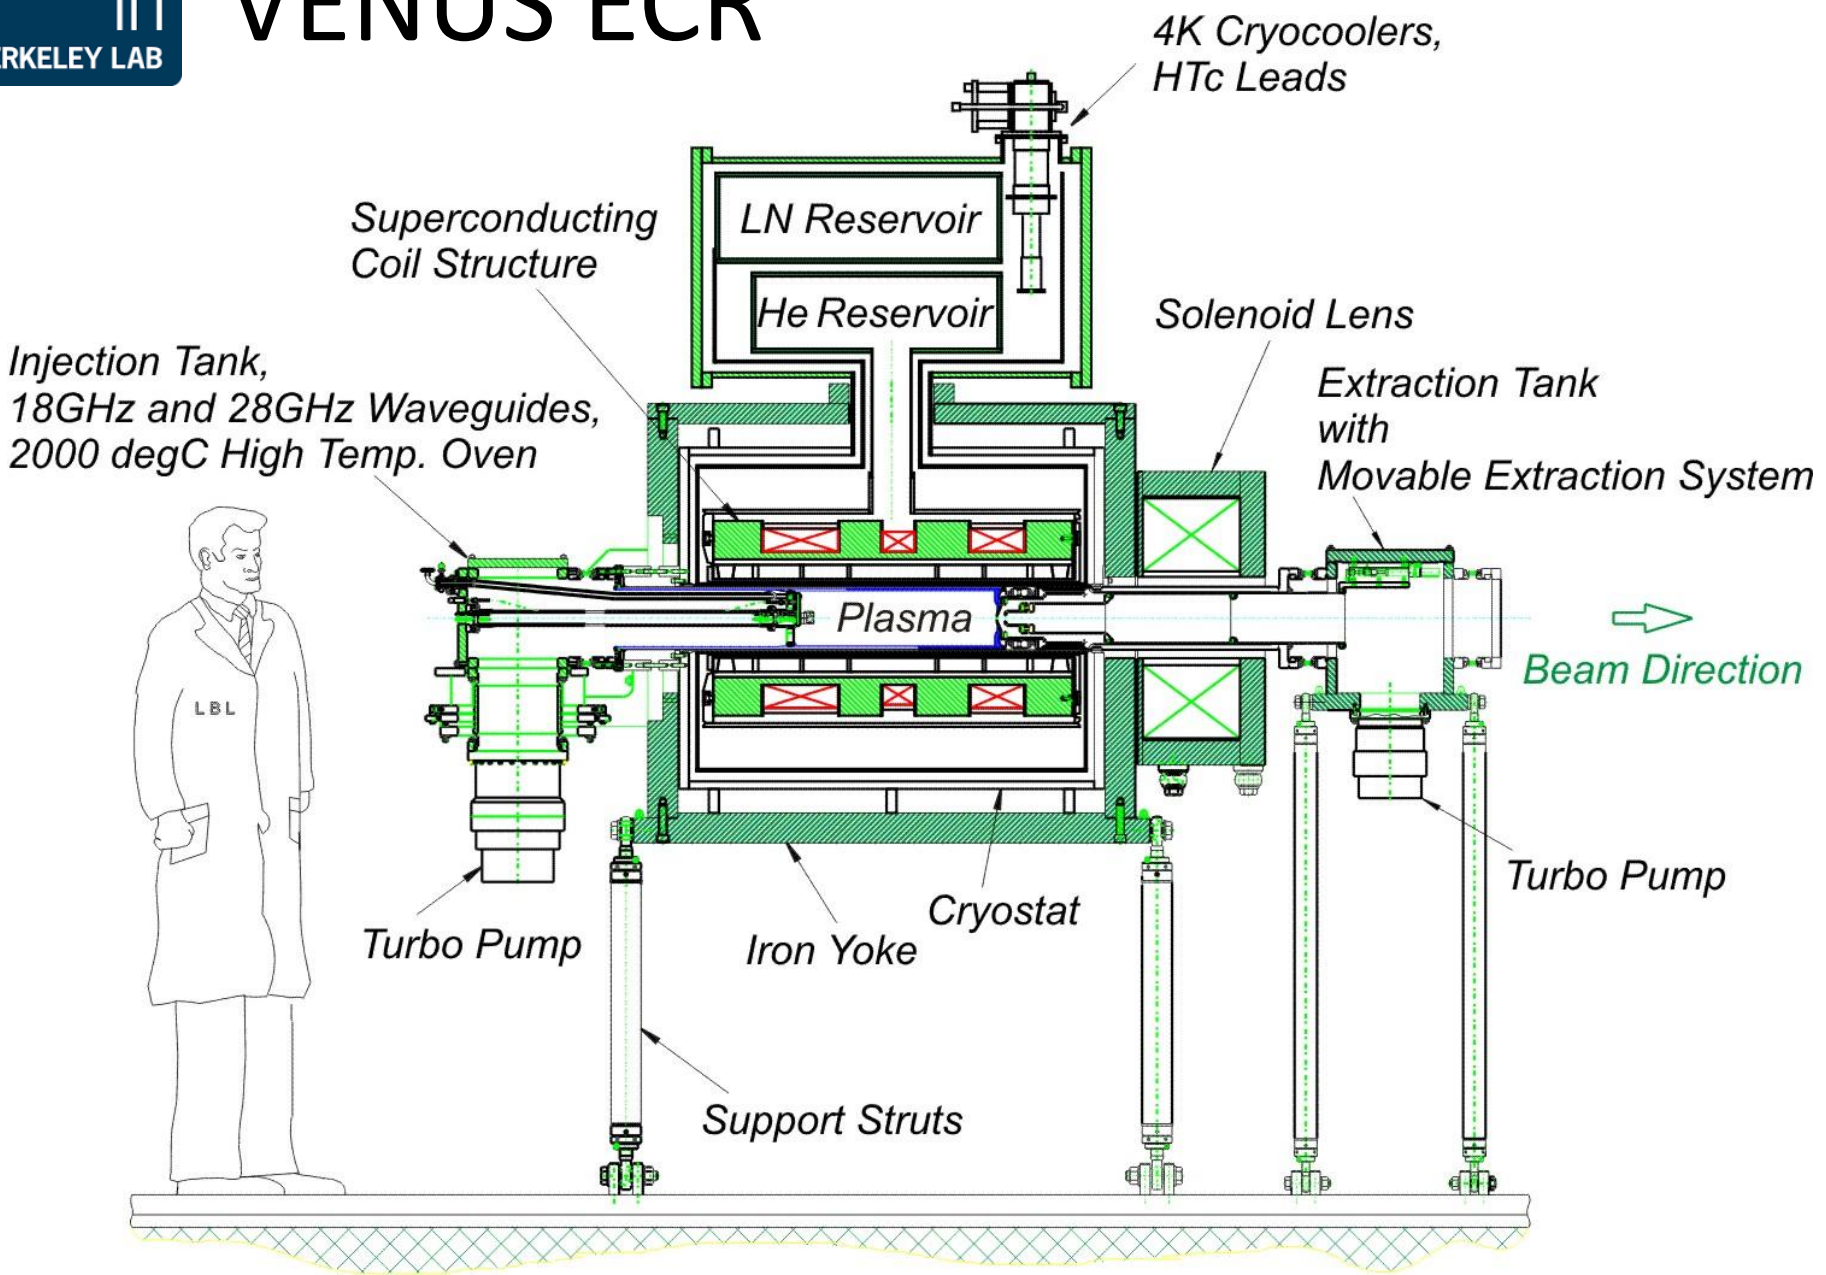 VENUS ECR
BERKELEY LAB
4K Cryocoolers,
HTc Leads
Superconducting
Coil Structure
LN Reservoir
He Reservoir
Solenoid Lens
Injection Tank,
18GHz and 28GHz Waveguides,
2000 degC High Temp. Oven
Extraction Tank
with
Movable Extraction System
Plasma
Beam Direction
LBL
Turbo Pump
Cryostat
Iron Yoke
Turbo Pump
Support Struts